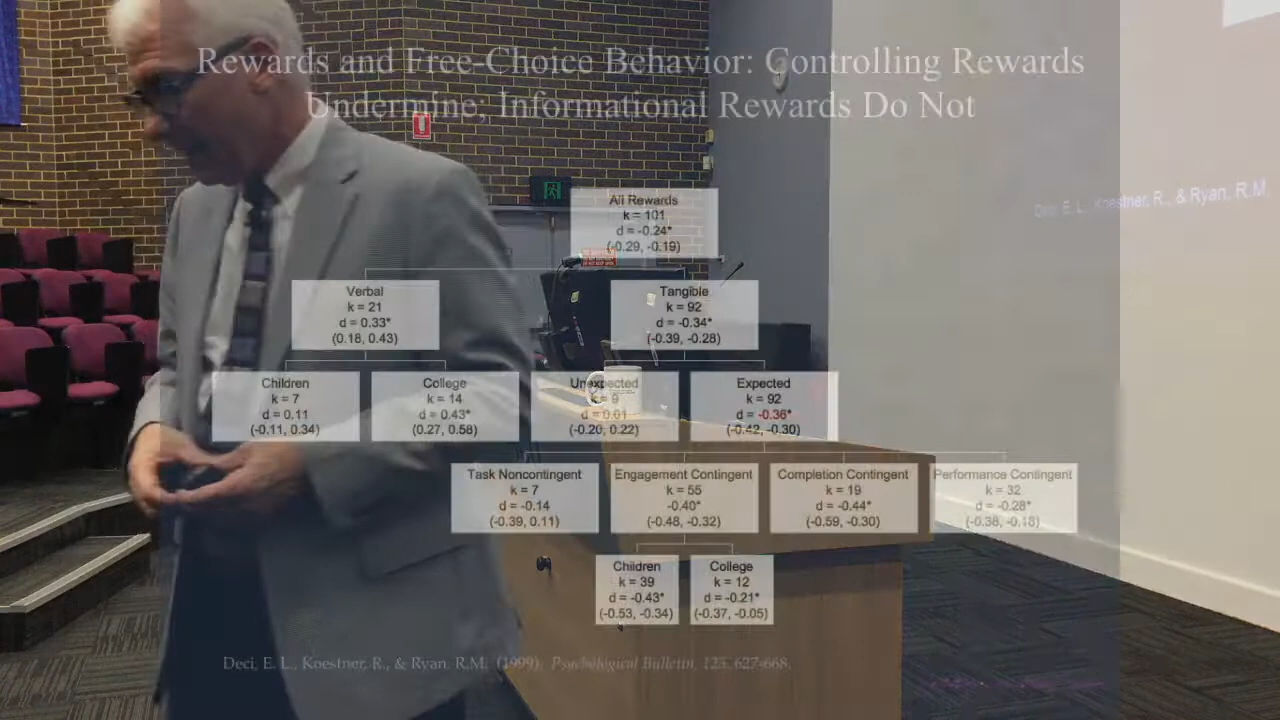 Rewards and Free-Choice Behavior: Controlling Rewards
Undermine; Informational Rewards Do Not
All Rewards
k = 101
d = -0.24*
(-0.29, -0.19)
Verbal
k = 21
d = 0.33*
(0.18, 0.43)
Tangible
k = 92
d = -0.34*
(-0.39, -0.28)
Children
k = 7
d = 0.11
(-0.11, 0.34)
College
k = 14
d = 0.43*
(0.27, 0.58)
Unexpected
k = 9
d = 0.01
(-0.20, 0.22)
Expected
k = 92
d = -0.36*
(-0.42, -0.30)
Task Noncontingent
k = 7
d = -0.14
(-0.39, 0.11)
Engagement Contingent
k = 55
-0.40*
(-0.48, -0.32)
Completion Contingent
k = 19
d = -0.44*
(-0.59, -0.30)
Performance Contingent
k = 32
d = -0.28*
(-0.38, -0.18)
Children
k = 39
d = -0.43*
(-0.53, -0.34)
College
k = 12
d = -0.21*
(-0.37, -0.05)
Deci, E. L., Koestner, R., & Ryan, R.M. (1999). Psychological Bulletin, 125, 627-668.
Deci, E. L., Koestner, R., & Ryan, R.M.